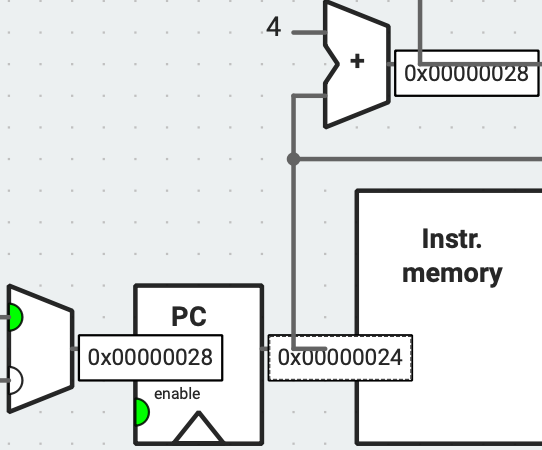 4
+
0x00000028
Instr.
memory
PC
0x00000028
0x00000024
enable